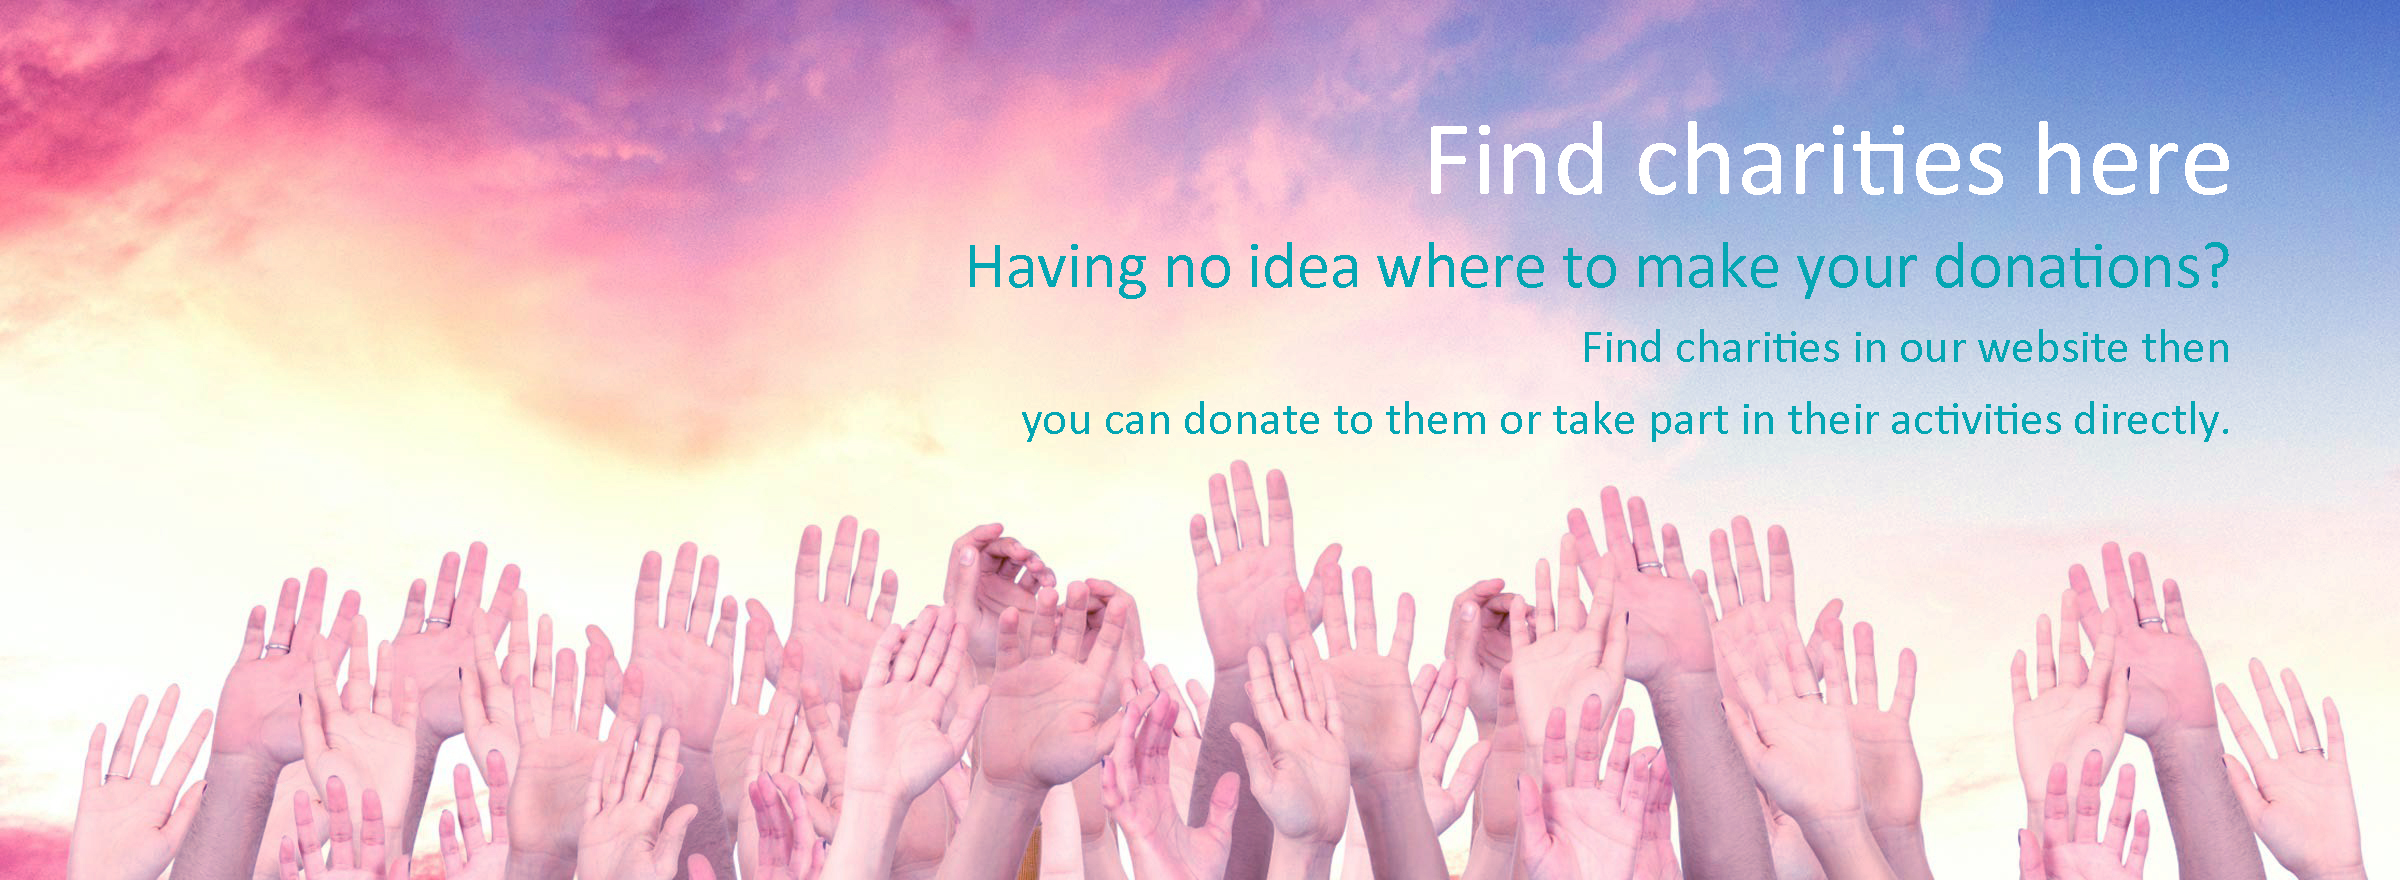 Find charities here
Having no idea where to make your donations?
Find charities in our website then
you can donate to them or take part in their activities directly.